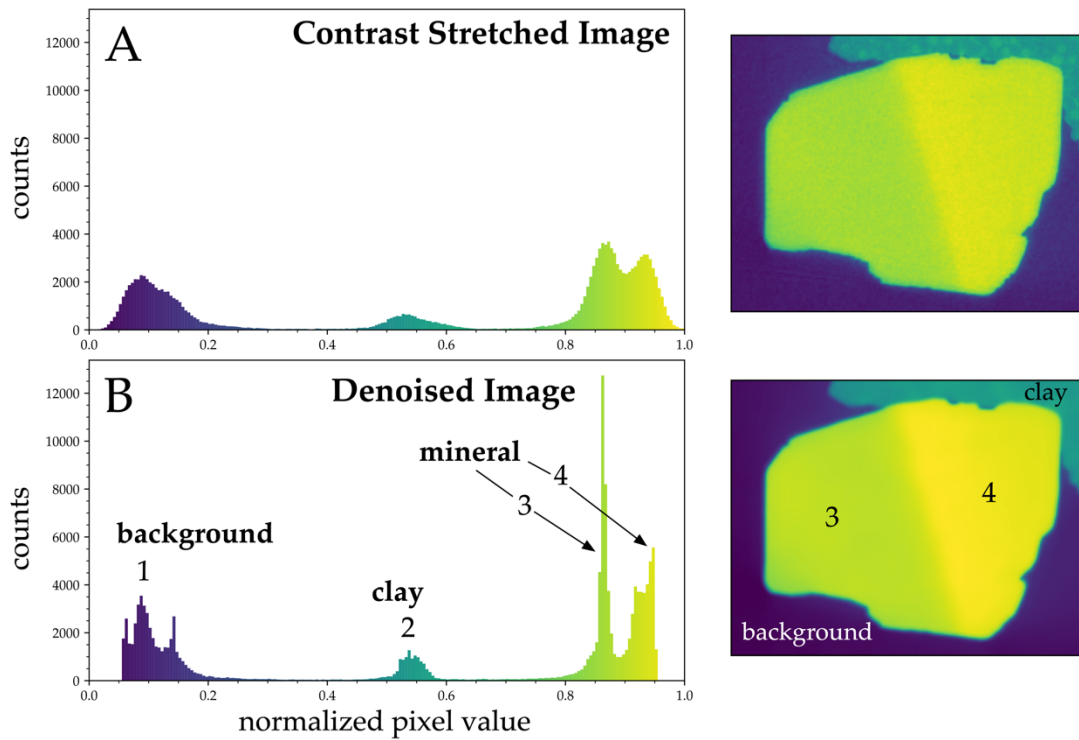 A
Contrast Stretched Image
counts
12000
10000
8000
6000
4000
2000
0
0.0 0.2 0.4 0.6 0.8 1.0
B
Denoised Image
counts
12000
10000
8000
6000
4000
2000
0
mineral
4
3
background
1
clay
2
0.0 0.2 0.4 0.6 0.8 1.0
normalized pixel value
clay
4
3
background